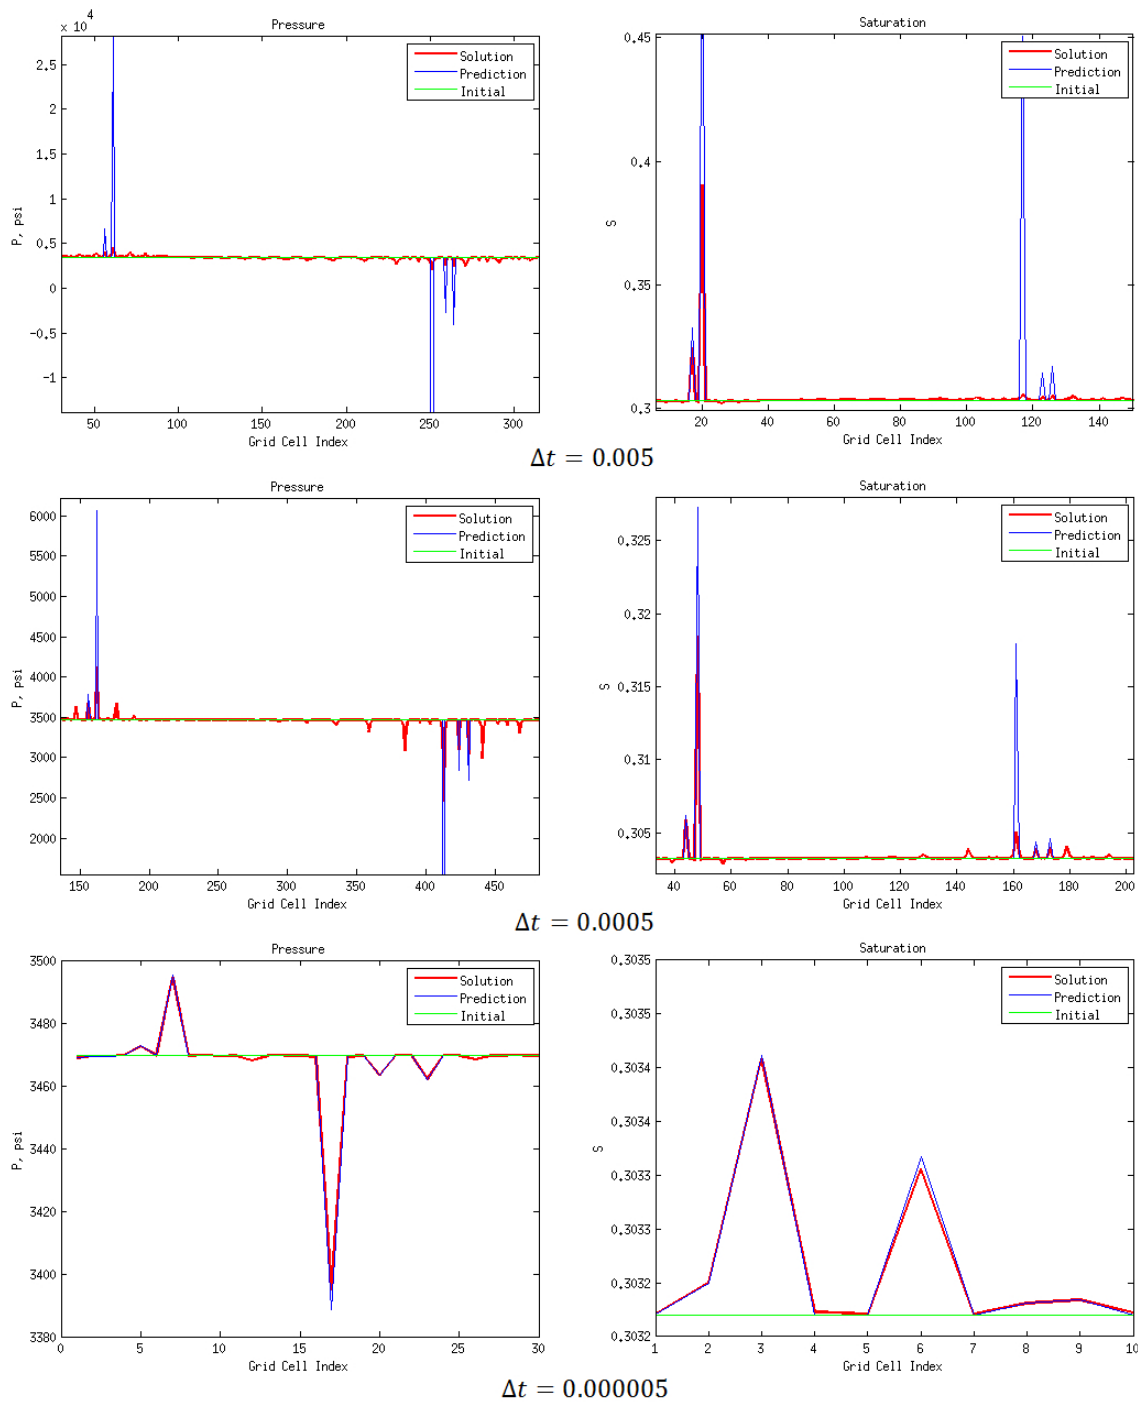 × 10^4
Pressure
Solution
Prediction
Initial
2.5
2
1.5
1
0.5
0
-0.5
-1
P, psi
50 100 150 200 250 300
Grid Cell Index
Saturation
Solution
Prediction
Initial
0.45
0.4
0.35
0.3
S
20 40 60 80 100 120 140
Grid Cell Index
Δt = 0.005
Pressure
Solution
Prediction
Initial
6000
5500
5000
4500
4000
3500
3000
2500
2000
P, psi
150 200 250 300 350 400 450
Grid Cell Index
Saturation
Solution
Prediction
Initial
0.325
0.32
0.315
0.31
0.305
S
40 60 80 100 120 140 160 180 200
Grid Cell Index
Δt = 0.0005
Pressure
Solution
Prediction
Initial
3500
3480
3460
3440
3420
3400
3380
P, psi
0 5 10 15 20 25 30
Grid Cell Index
Saturation
Solution
Prediction
Initial
0.3035
0.3035
0.3034
0.3034
0.3033
0.3033
0.3032
0.3032
S
1 2 3 4 5 6 7 8 9 10
Grid Cell Index
Δt = 0.000005